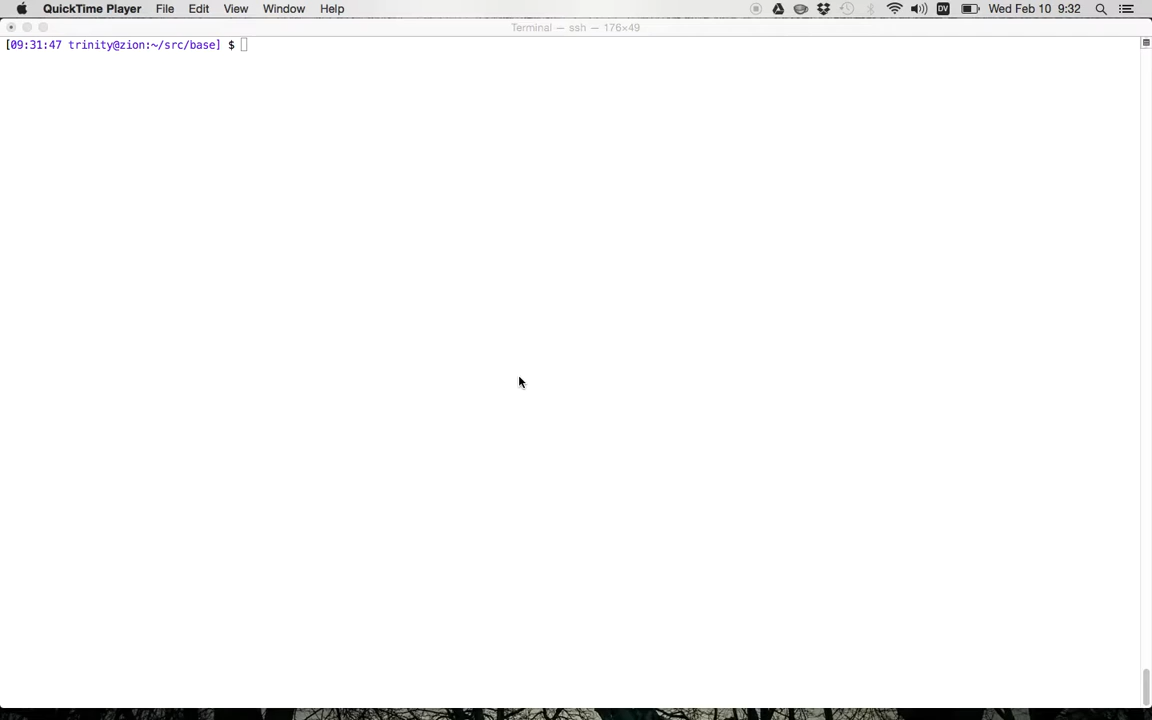 QuickTime Player File Edit View Window Help DV Wed Feb 10 9:32
Terminal — ssh — 176×49
[09:31:47 trinity@zion:~/src/base] $